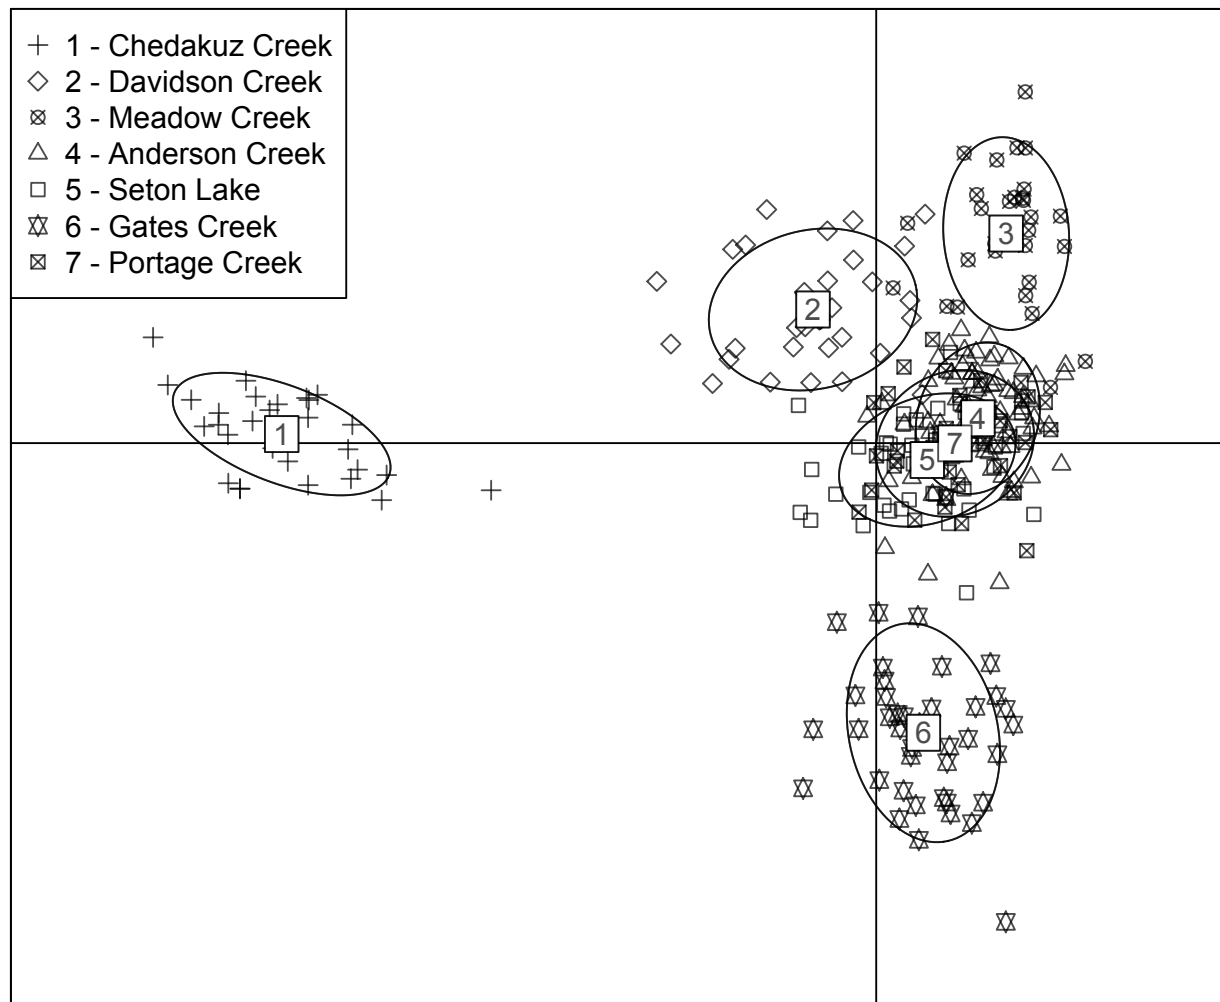 1 - Chedakuz Creek
2 - Davidson Creek
3 - Meadow Creek
4 - Anderson Creek
5 - Seton Lake
6 - Gates Creek
7 - Portage Creek
3
2
4
1
7
5
6